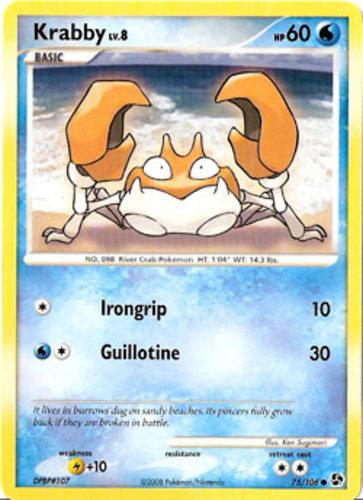 Krabby LV.8 HP 60
BASIC
NO. 098 River Crab Pokémon HT: 1'04" WT: 14.3 lbs.
Irongrip 10
Guillotine 30
It lives in burrows dug on sandy beaches. Its pincers fully grow
back if they are broken in battle.
Illus. Ken Sugimori
weakness resistance retreat cost
+10
DPBP#107 ©2008 Pokémon/Nintendo 75/106